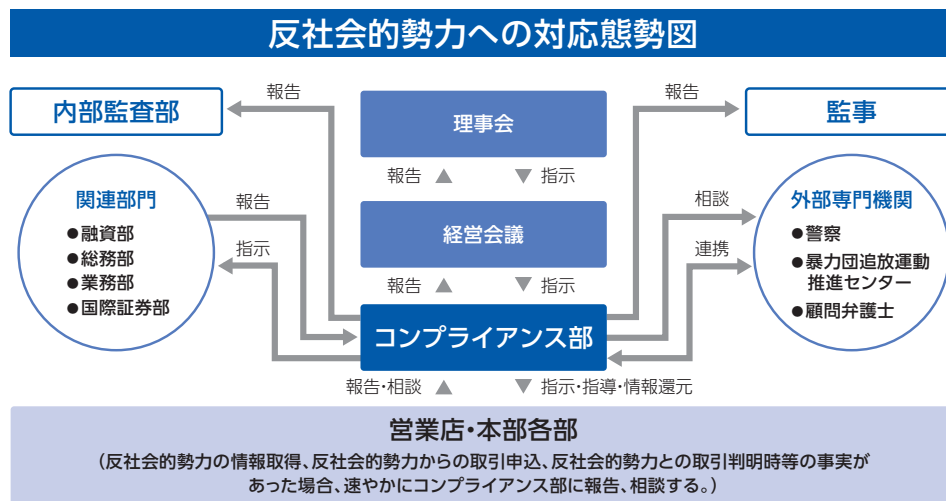 反社会的勢力への対応態勢図
報告
報告
内部監査部
理事会
監事
報告 ▲ ▼ 指示
関連部門
●融資部
●総務部
●業務部
●国際証券部
報告
指示
経営会議
相談
連携
外部専門機関
●警察
●暴力団追放運動
推進センター
●顧問弁護士
報告 ▲ ▼ 指示
コンプライアンス部
報告・相談 ▲ ▼ 指示・指導・情報還元
営業店・本部各部
(反社会的勢力の情報取得、反社会的勢力からの取引申込、反社会的勢力との取引判明時等の事実が
あった場合、速やかにコンプライアンス部に報告、相談する。)